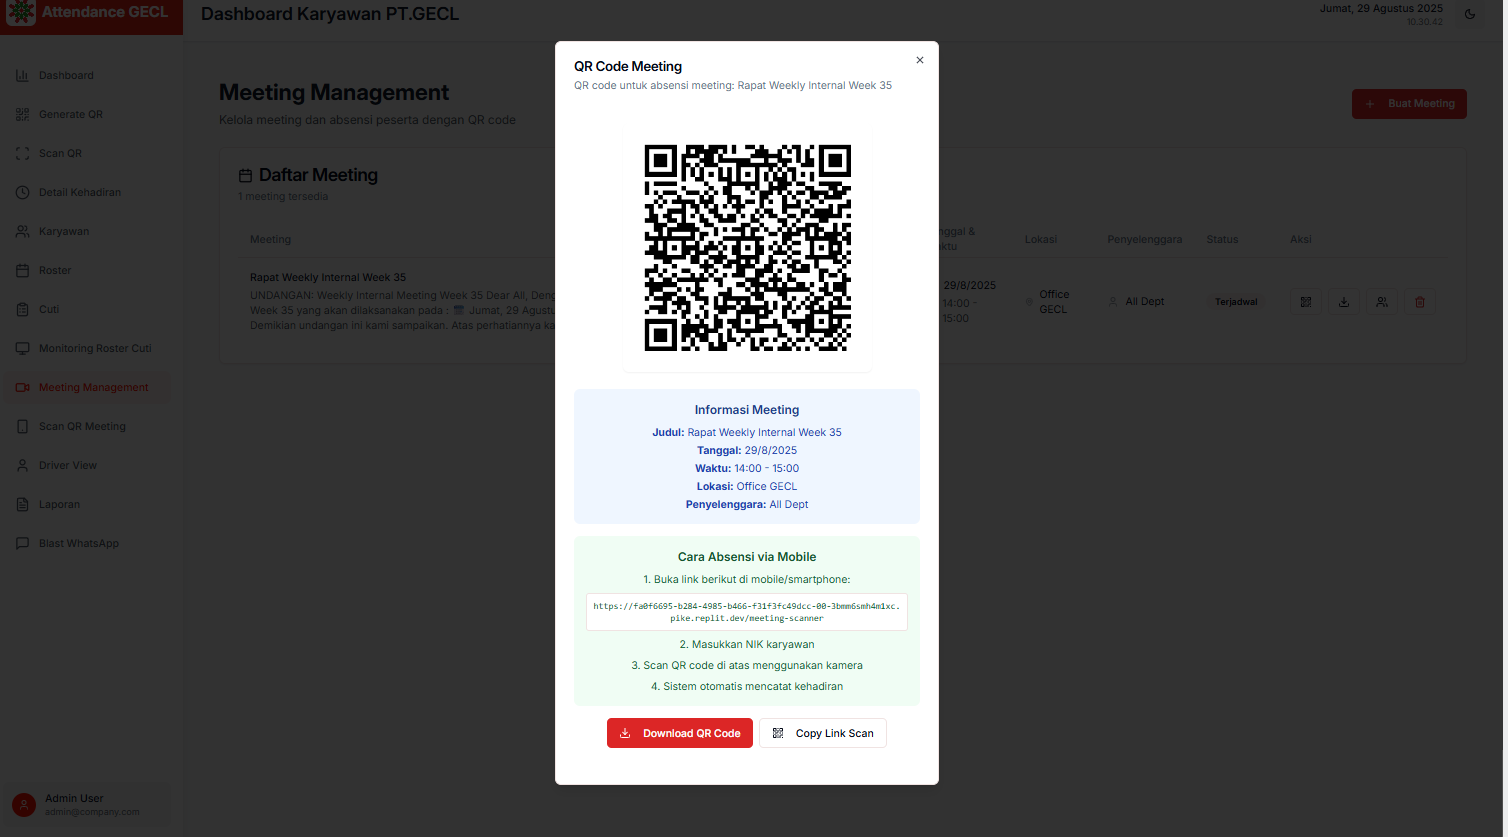 Attendance GECL
Dashboard Karyawan PT.GECL
Jumat, 29 Agustus 2025
10.30.42
Dashboard
Generate QR
Scan QR
Detail Kehadiran
Karyawan
Roster
Cuti
Monitoring Roster Cuti
Meeting Management
Scan QR Meeting
Driver View
Laporan
Blast WhatsApp
Admin User
admin@company.com
Meeting Management
Kelola meeting dan absensi peserta dengan QR code
Buat Meeting
Daftar Meeting
1 meeting tersedia
Meeting
nggal &
ktu
Lokasi
Penyelenggara
Status
Aksi
Rapat Weekly Internal Week 35
UNDANGAN: Weekly Internal Meeting Week 35 Dear All, Deng
Week 35 yang akan dilaksanakan pada : Jumat, 29 Agustu
Demikian undangan ini kami sampaikan. Atas perhatiannya ka
29/8/2025
14:00 -
15:00
Office
GECL
All Dept
Terjadwal
QR Code Meeting
QR code untuk absensi meeting: Rapat Weekly Internal Week 35
Informasi Meeting
Judul: Rapat Weekly Internal Week 35
Tanggal: 29/8/2025
Waktu: 14:00 - 15:00
Lokasi: Office GECL
Penyelenggara: All Dept
Cara Absensi via Mobile
1. Buka link berikut di mobile/smartphone:
https://fa0f6695-b284-4985-b466-f31f3fc49dcc-00-3bmm6smh4m1xc.
pike.replit.dev/meeting-scanner
2. Masukkan NIK karyawan
3. Scan QR code di atas menggunakan kamera
4. Sistem otomatis mencatat kehadiran
Download QR Code
Copy Link Scan